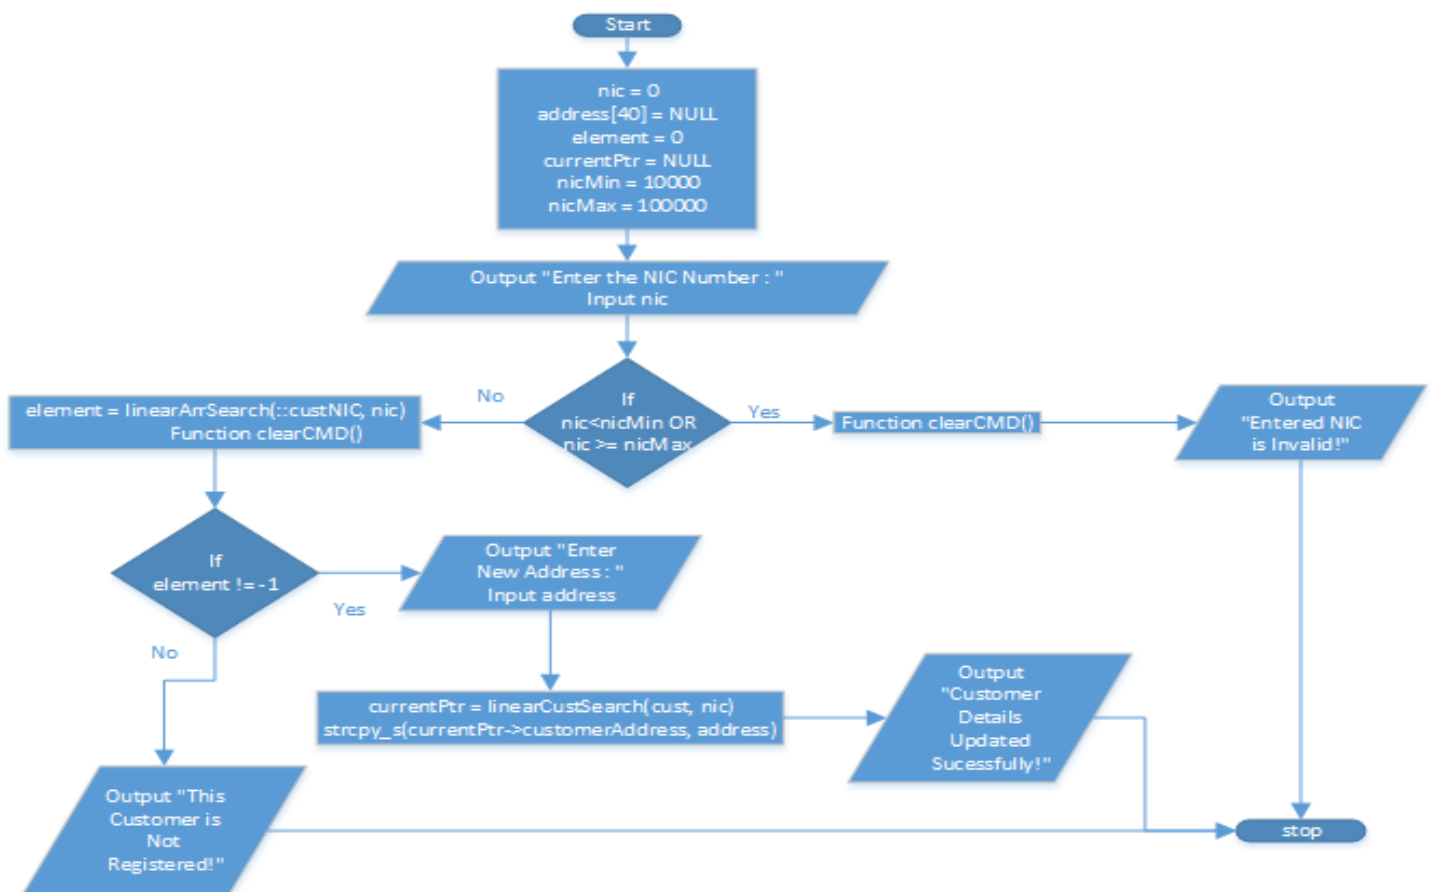 Start
nic = 0
address[40] = NULL
element = 0
currentPtr = NULL
nicMin = 10000
nicMax = 100000
Output "Enter the NIC Number : "
Input nic
If
nic<nicMin OR
nic >= nicMax
No
Yes
element = linearArrSearch(::custNIC, nic)
Function clearCMD()
Function clearCMD()
Output
"Entered NIC
is Invalid!"
If
element != -1
Yes
No
Output "Enter
New Address : "
Input address
currentPtr = linearCustSearch(cust, nic)
strcpy_s(currentPtr->customerAddress, address)
Output
"Customer
Details
Updated
Sucessfully!"
Output "This
Customer is
Not
Registered!"
stop